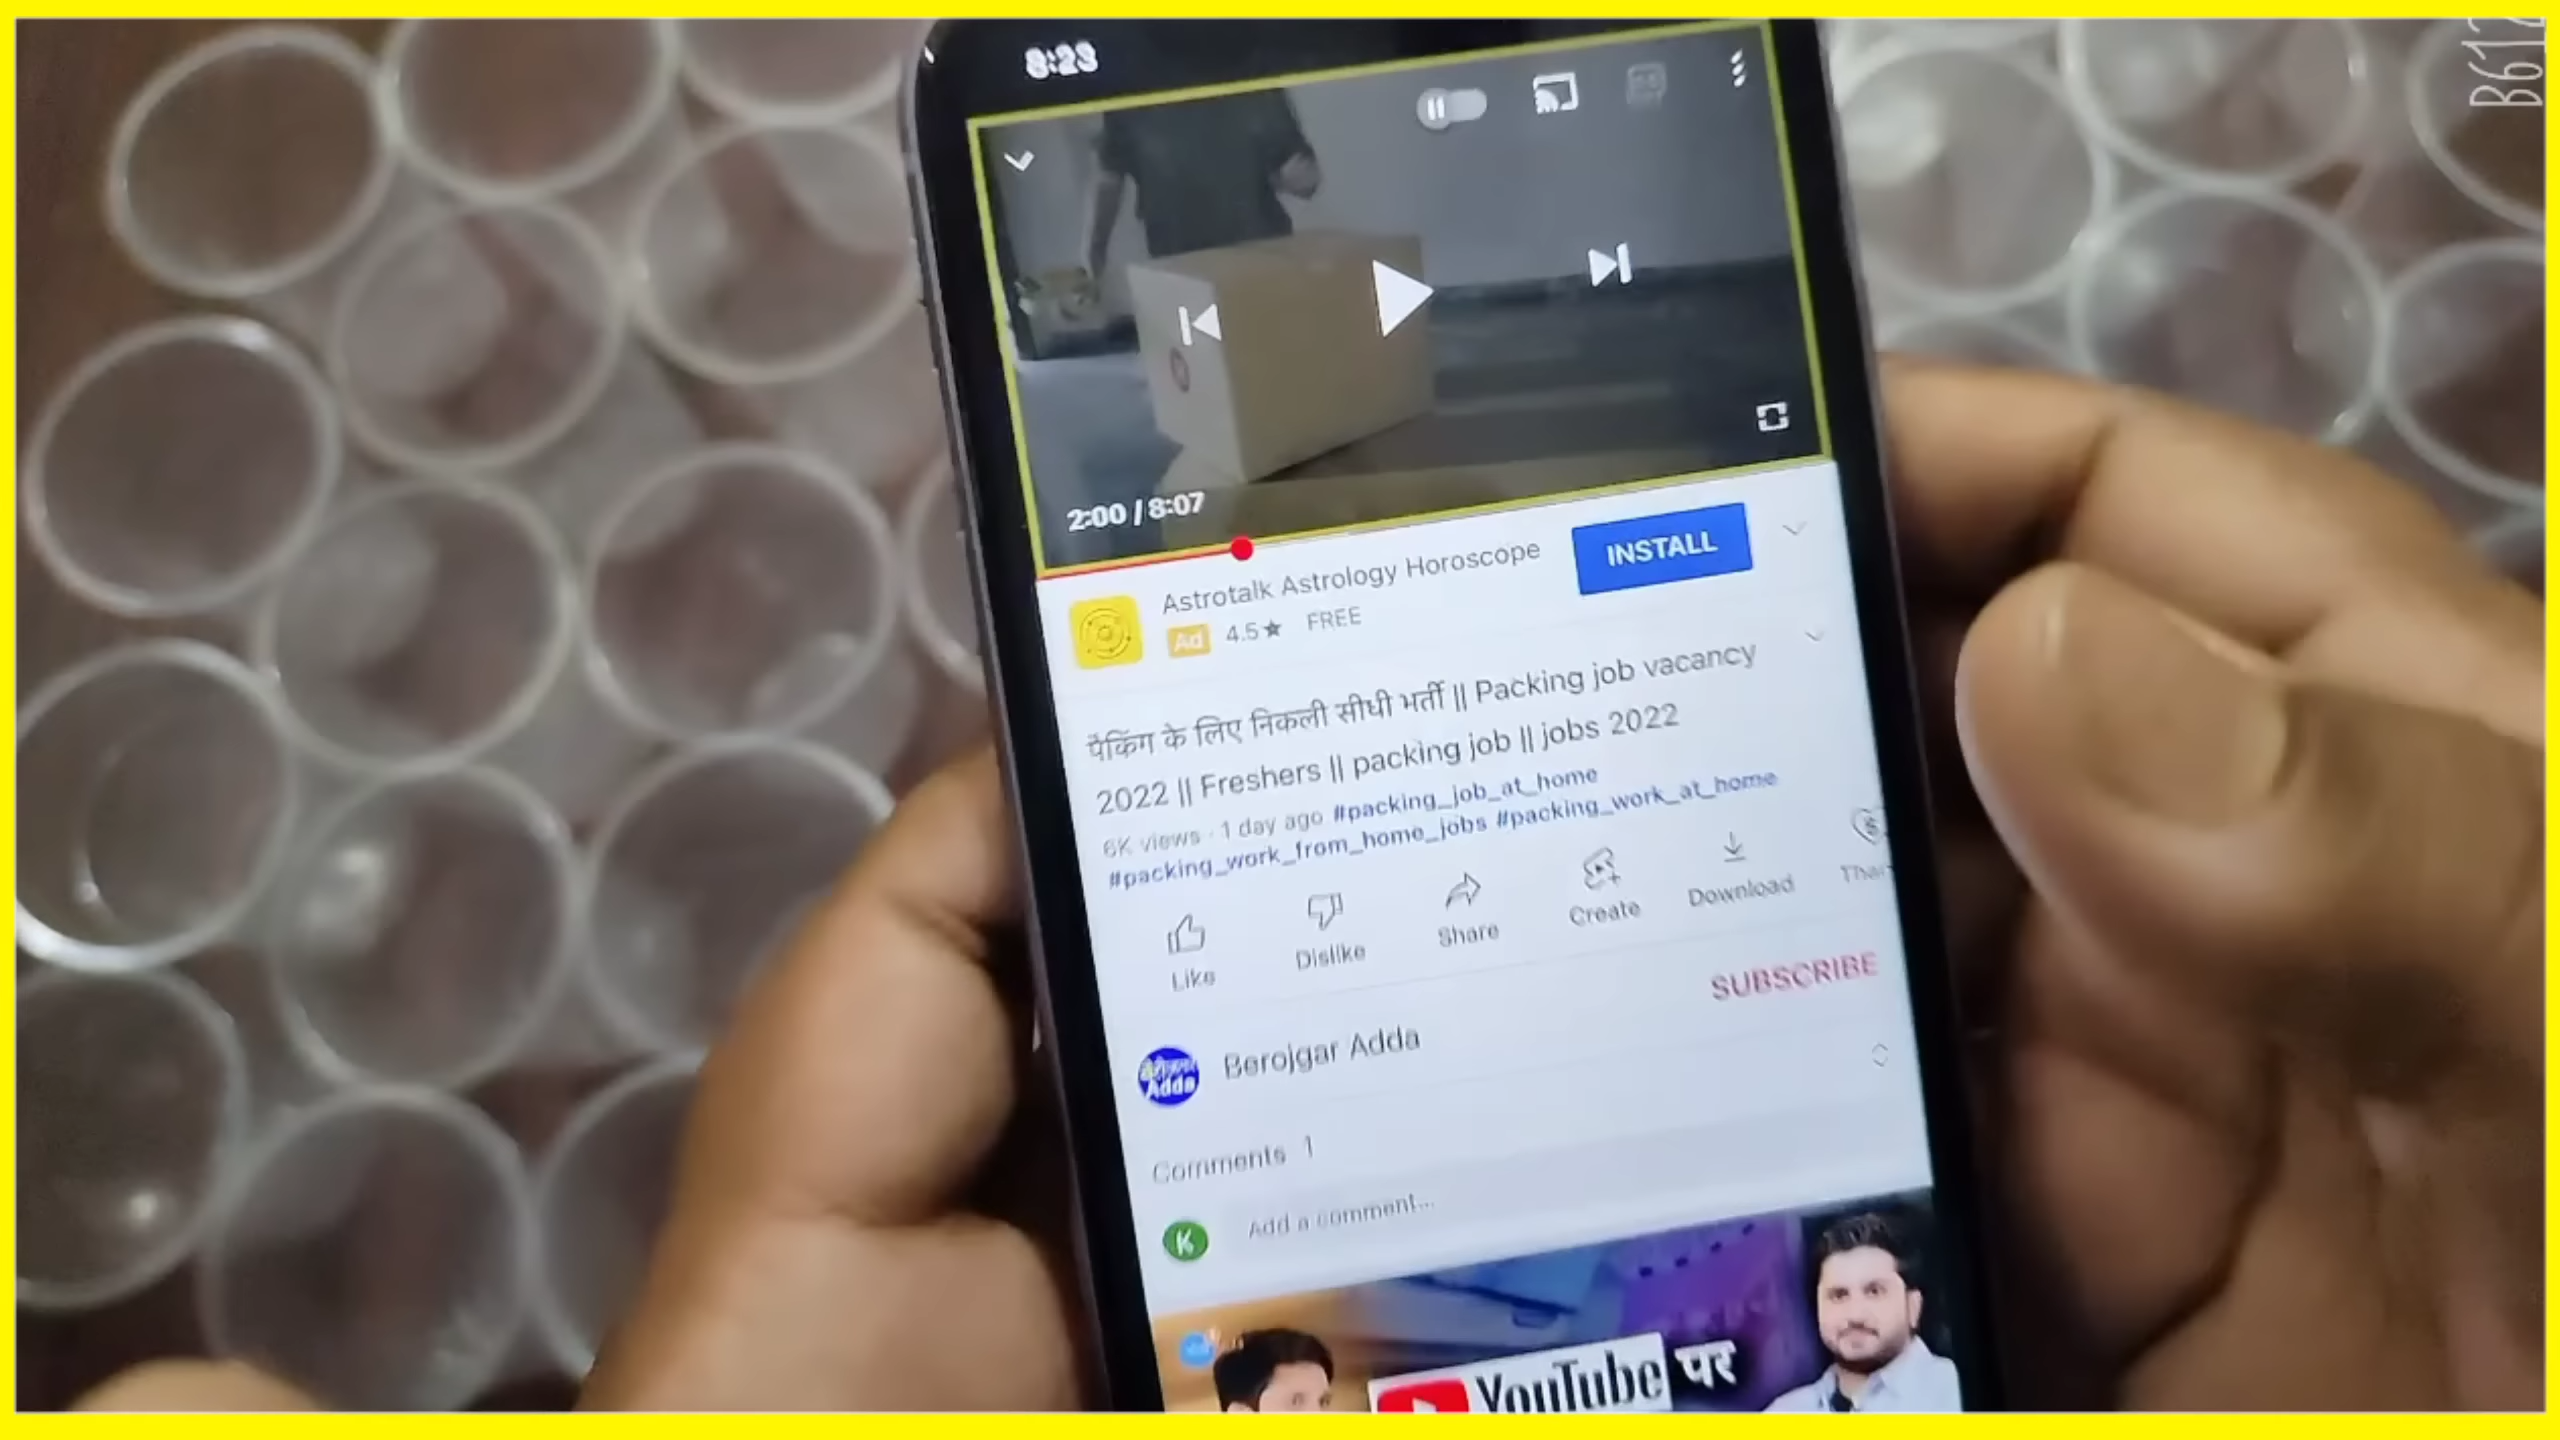 8:23
B612
2:00 / 8:07
Astrotalk Astrology Horoscope
Ad 4.5★ FREE
INSTALL
पैकिंग के लिए निकली सीधी भर्ती || Packing job vacancy
2022 || Freshers || packing job || jobs 2022
6K views · 1 day ago #packing_job_at_home
#packing_work_from_home_jobs #packing_work_at_home
Like
Dislike
Share
Create
Download
Berojgar Adda
SUBSCRIBE
Adda
Comments 1
K
Add a comment...
YouTube पर